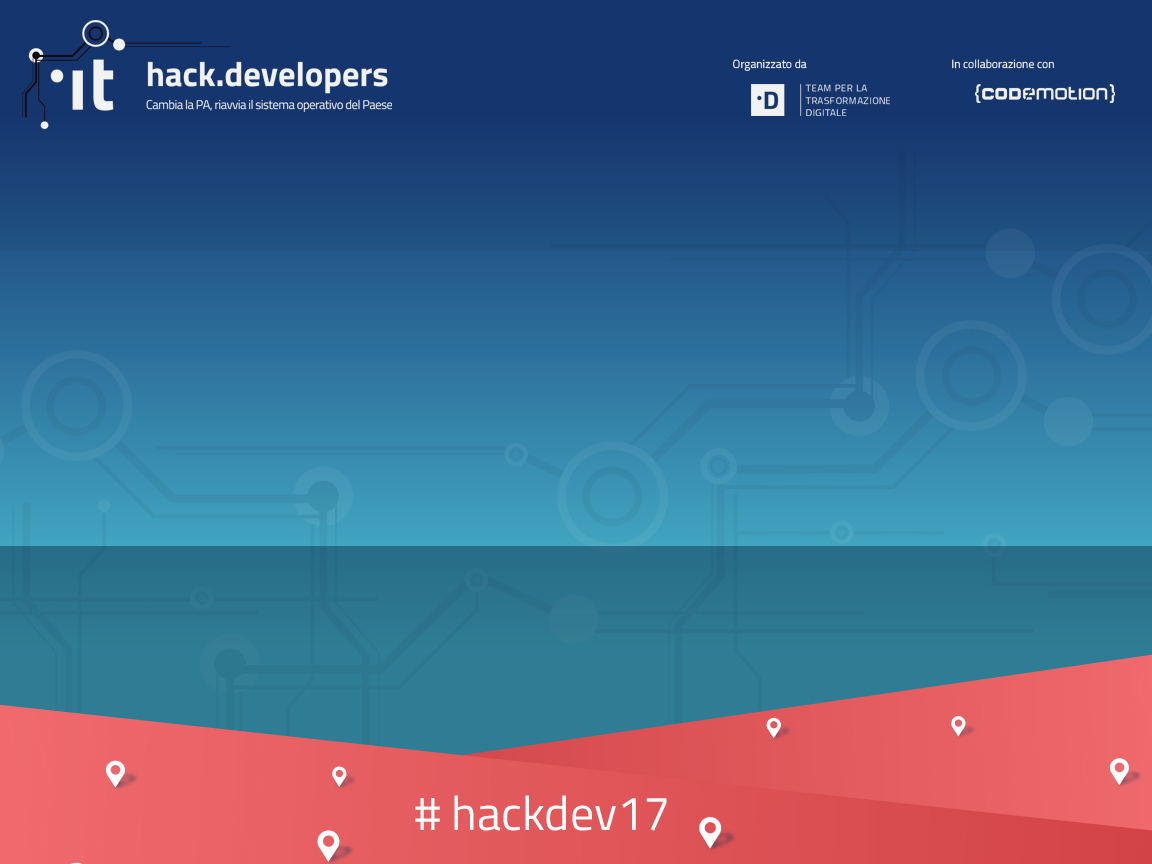 .it
hack.developers
Cambia la PA, riavvia il sistema operativo del Paese
Organizzato da
D
TEAM PER LA
TRASFORMAZIONE
DIGITALE
In collaborazione con
{CODEMOTION}
# hackdev17